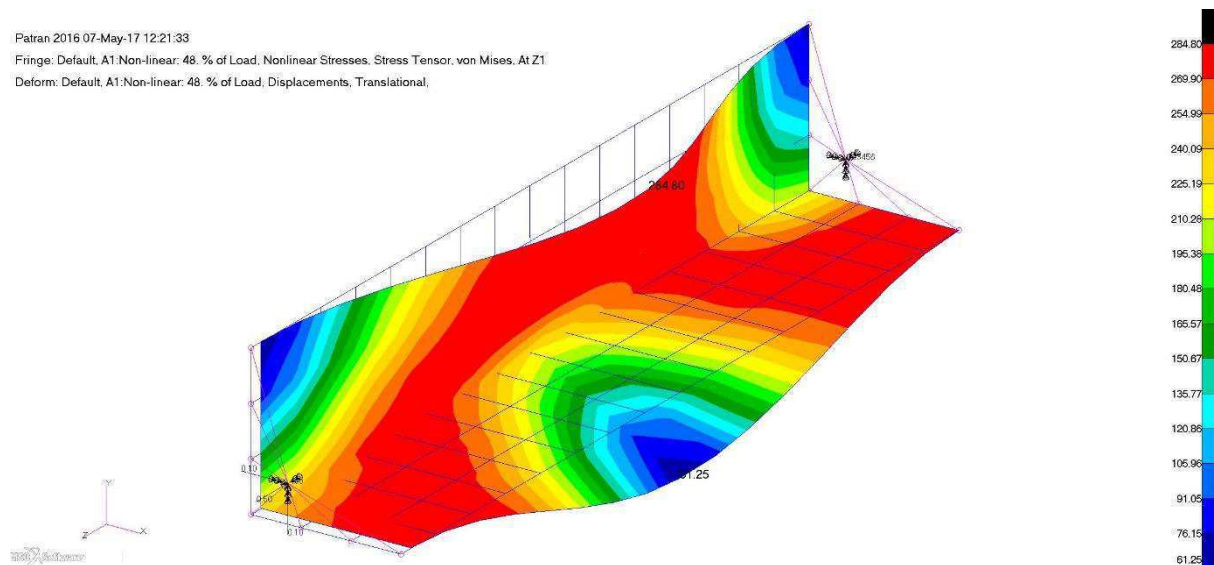 Patran 2016 07-May-17 12:21:33
Fringe: Default, A1:Non-linear: 48. % of Load, Nonlinear Stresses. Stress Tensor, von Mises, At Z1
Deform: Default, A1:Non-linear: 48. % of Load, Displacements, Translational,
284.80
269.90
254.99
240.09
225.19
210.28
195.38
180.48
165.57
150.67
135.77
120.86
105.96
91.05
76.15
61.25
284.80
0.10
0.50
0.10
Y
Z
X
Software